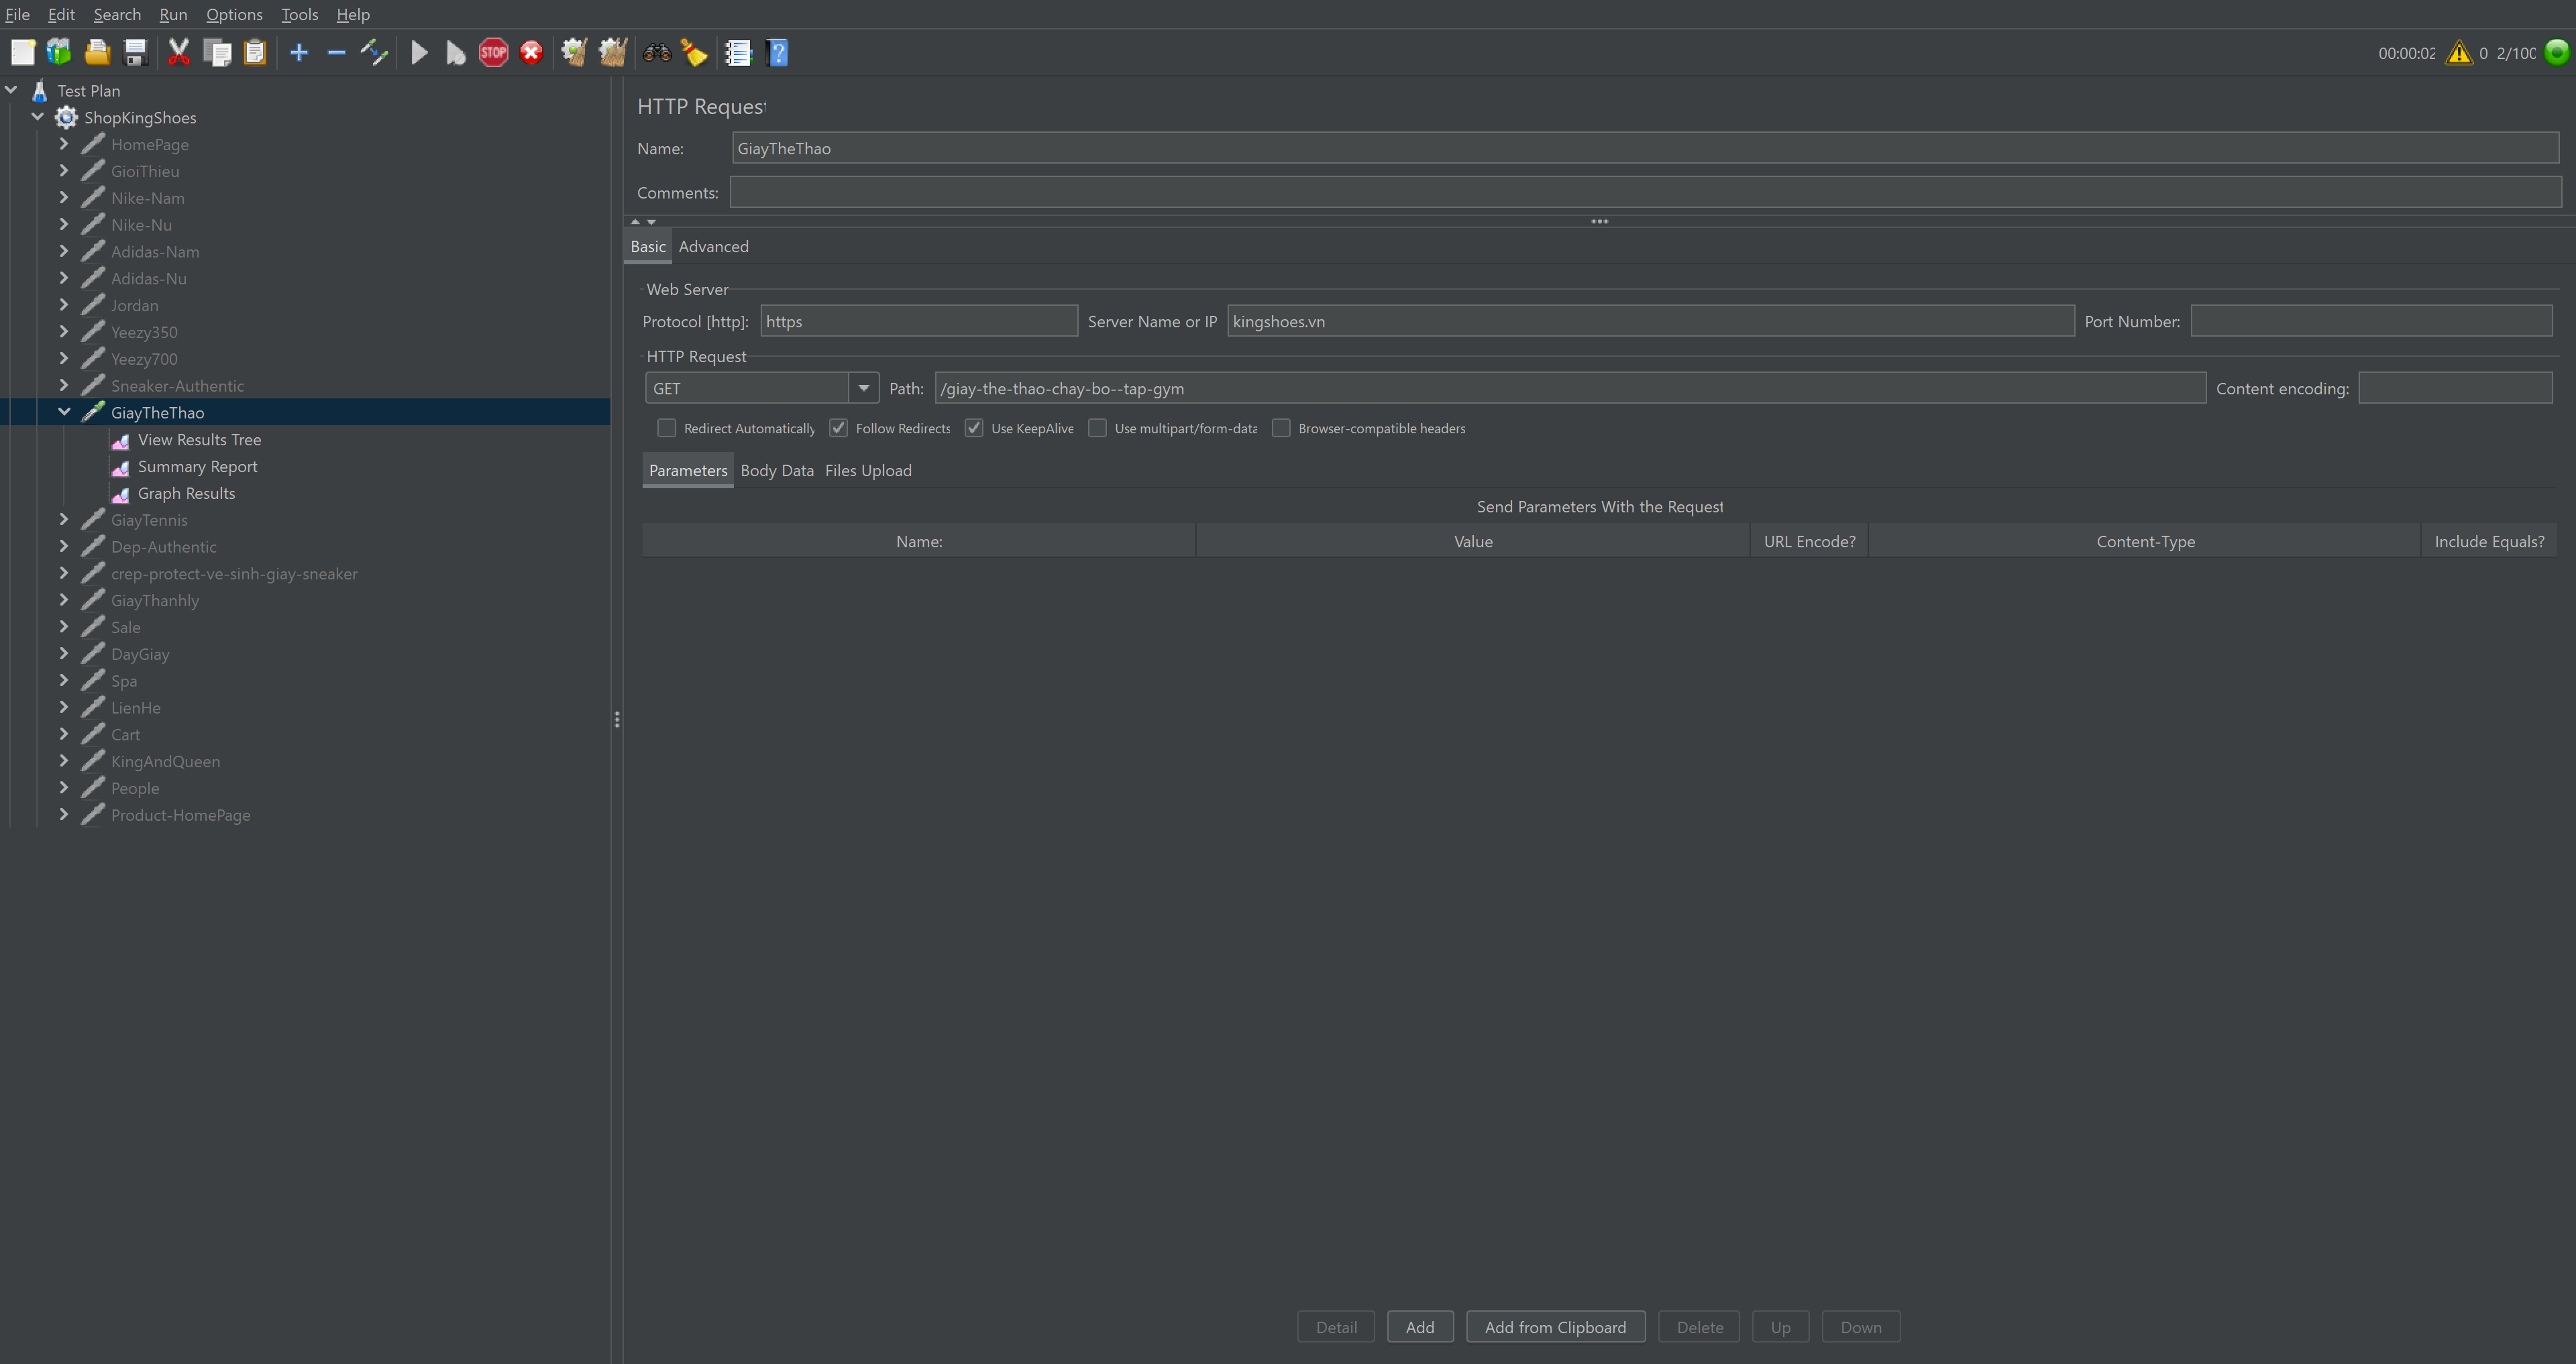 File Edit Search Run Options Tools Help
STOP
00:00:02 0 2/100
Test Plan
ShopKingShoes
HomePage
GioiThieu
Nike-Nam
Nike-Nu
Adidas-Nam
Adidas-Nu
Jordan
Yeezy350
Yeezy700
Sneaker-Authentic
GiayTheThao
View Results Tree
Summary Report
Graph Results
GiayTennis
Dep-Authentic
crep-protect-ve-sinh-giay-sneaker
GiayThanhly
Sale
DayGiay
Spa
LienHe
Cart
KingAndQueen
People
Product-HomePage
HTTP Request
Name: GiayTheThao
Comments:
Basic Advanced
Web Server
Protocol [http]: https Server Name or IP kingshoes.vn Port Number:
HTTP Request
GET Path: /giay-the-thao-chay-bo--tap-gym Content encoding:
Redirect Automatically Follow Redirects Use KeepAlive Use multipart/form-data Browser-compatible headers
Parameters Body Data Files Upload
Send Parameters With the Request
Name: Value URL Encode? Content-Type Include Equals?
Detail Add Add from Clipboard Delete Up Down